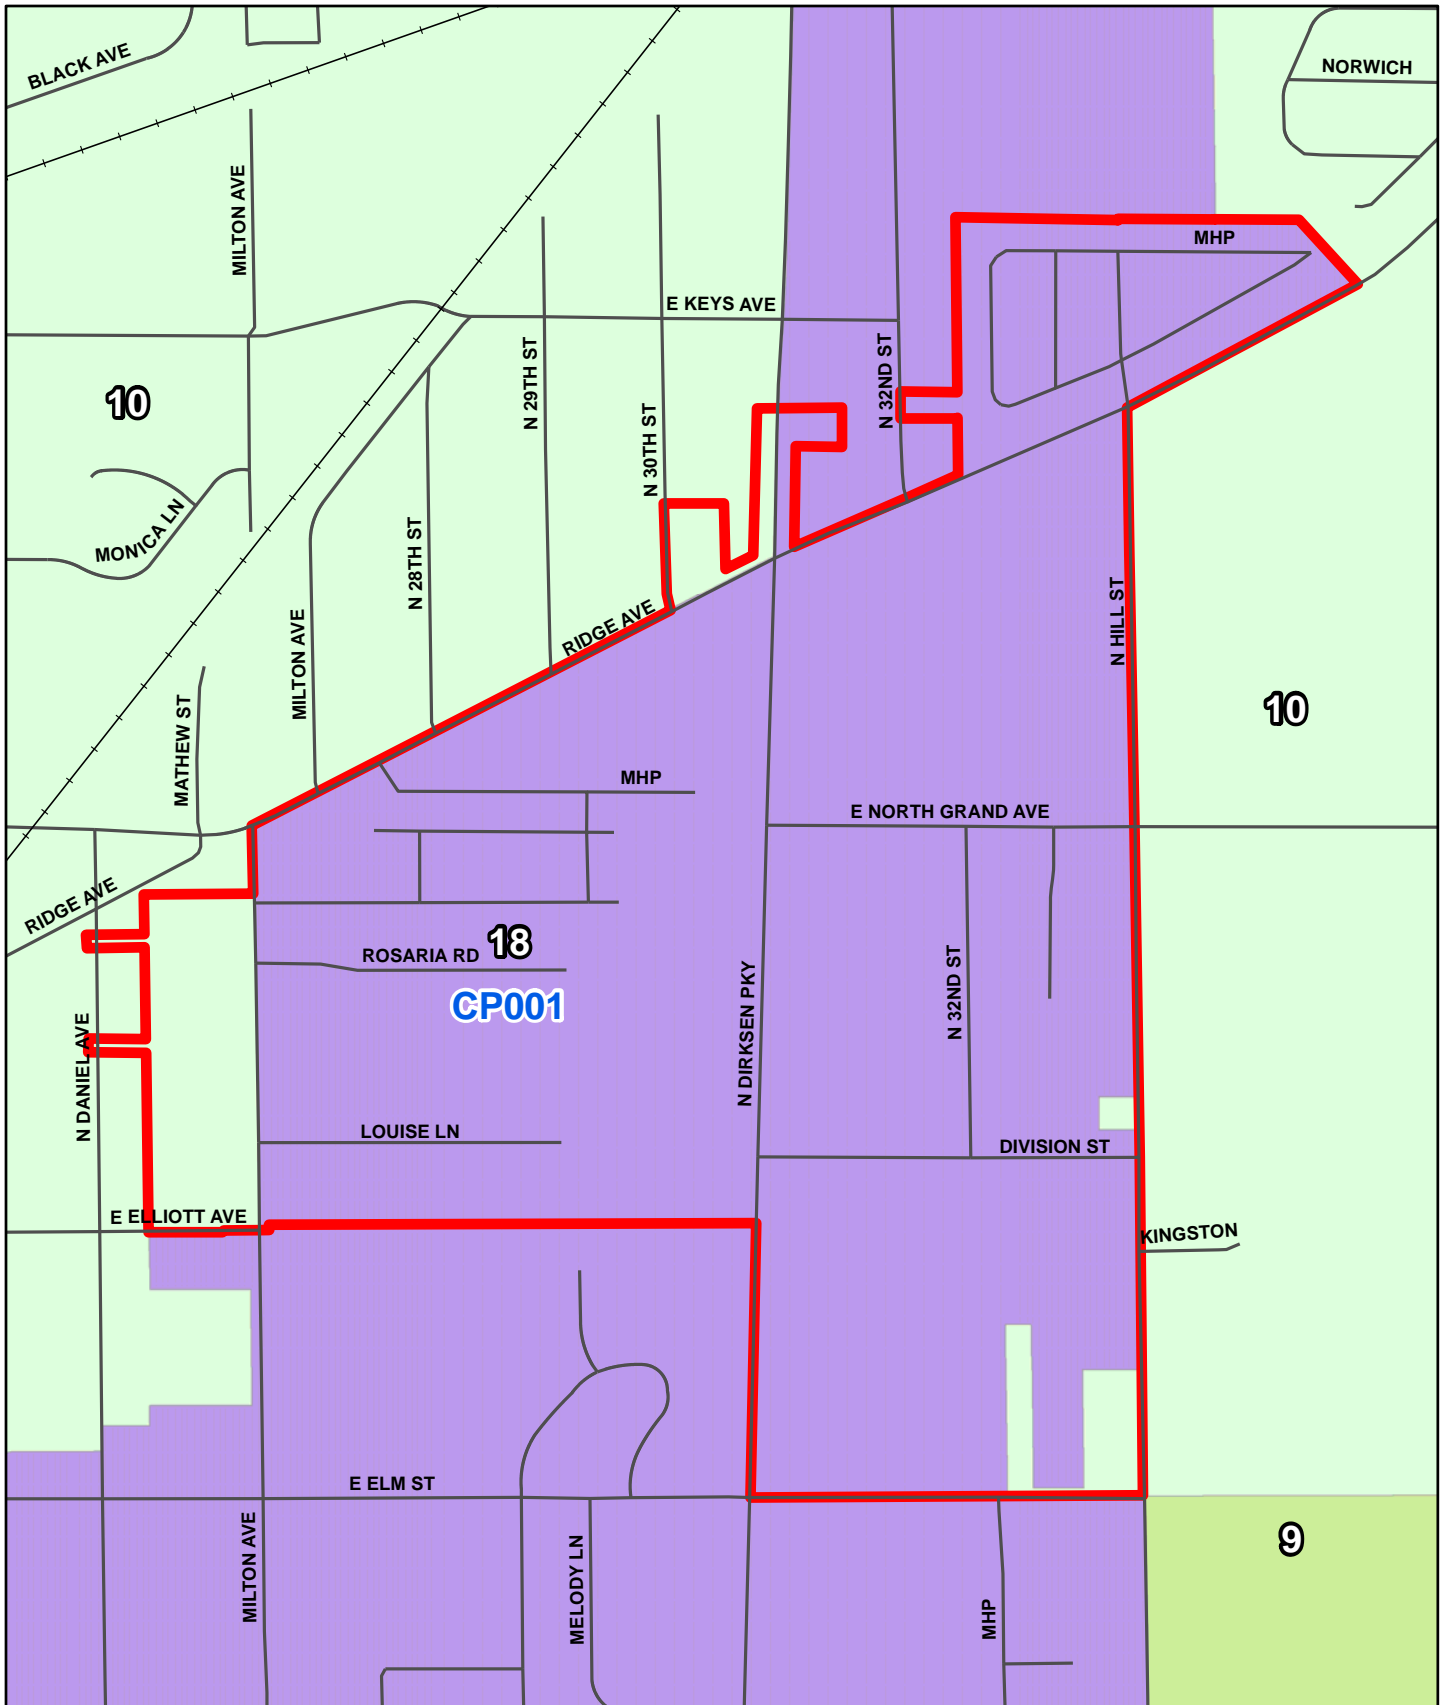 BLACK AVE
NORWICH
MILTON AVE
MHP
E KEYS AVE
N 29TH ST
N 32ND ST
10
N 30TH ST
MONICA LN
N 28TH ST
RIDGE AVE
N HILL ST
MILTON AVE
10
MATHEW ST
MHP
E NORTH GRAND AVE
RIDGE AVE
18
ROSARIA RD
CP001
N 32ND ST
N DIRKSEN PKY
N DANIEL AVE
LOUISE LN
DIVISION ST
E ELLIOTT AVE
KINGSTON
E ELM ST
9
MILTON AVE
MELODY LN
MHP